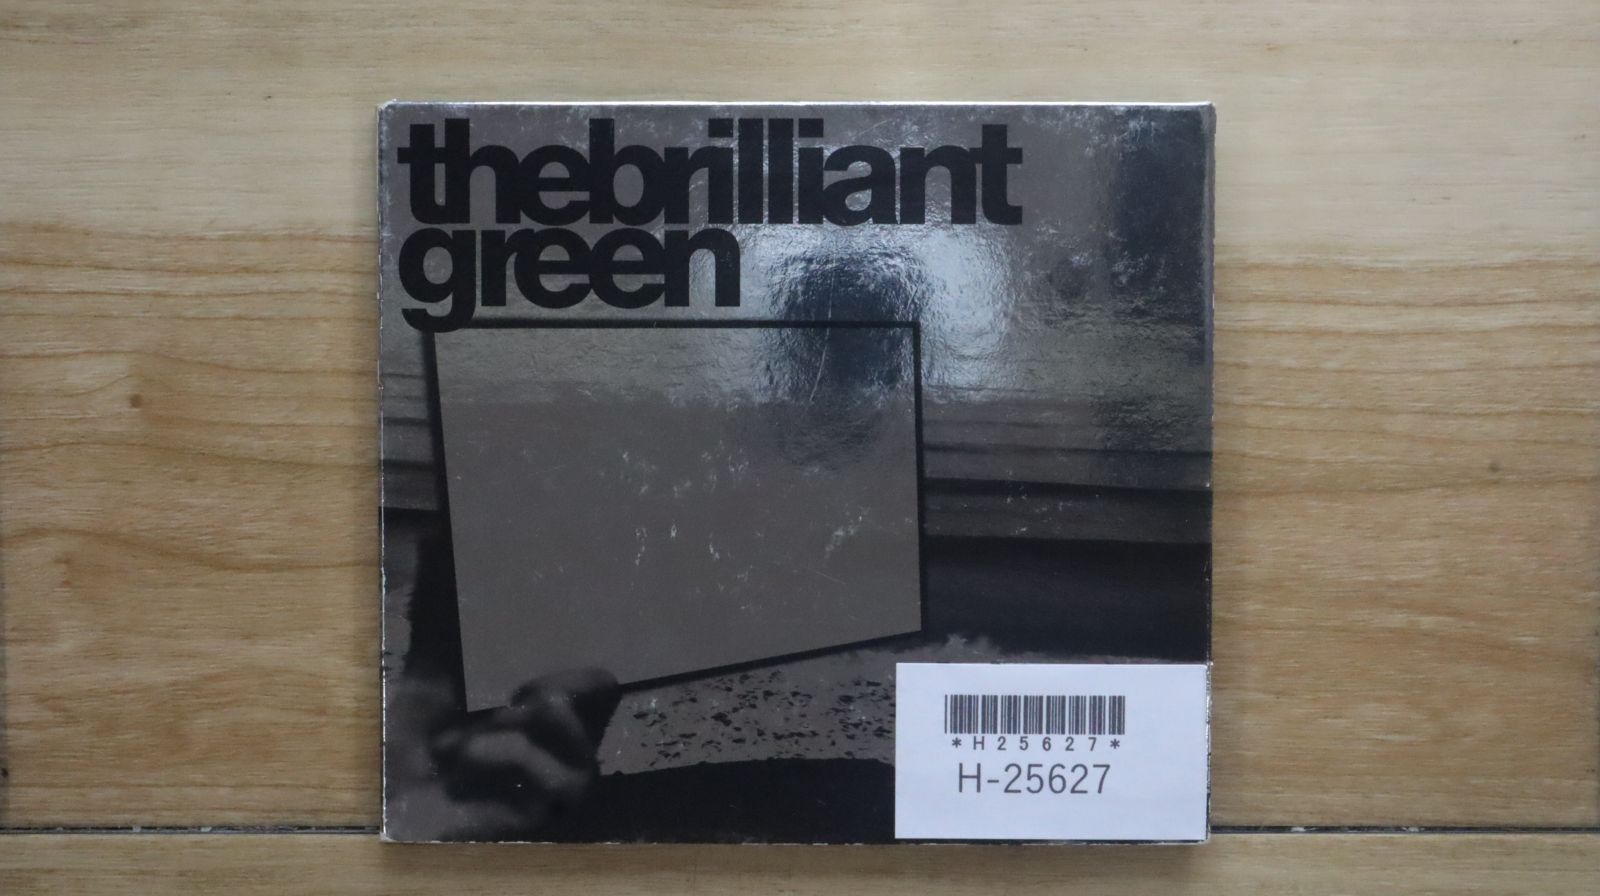 thebrilliant
green
*H25627*
H-25627